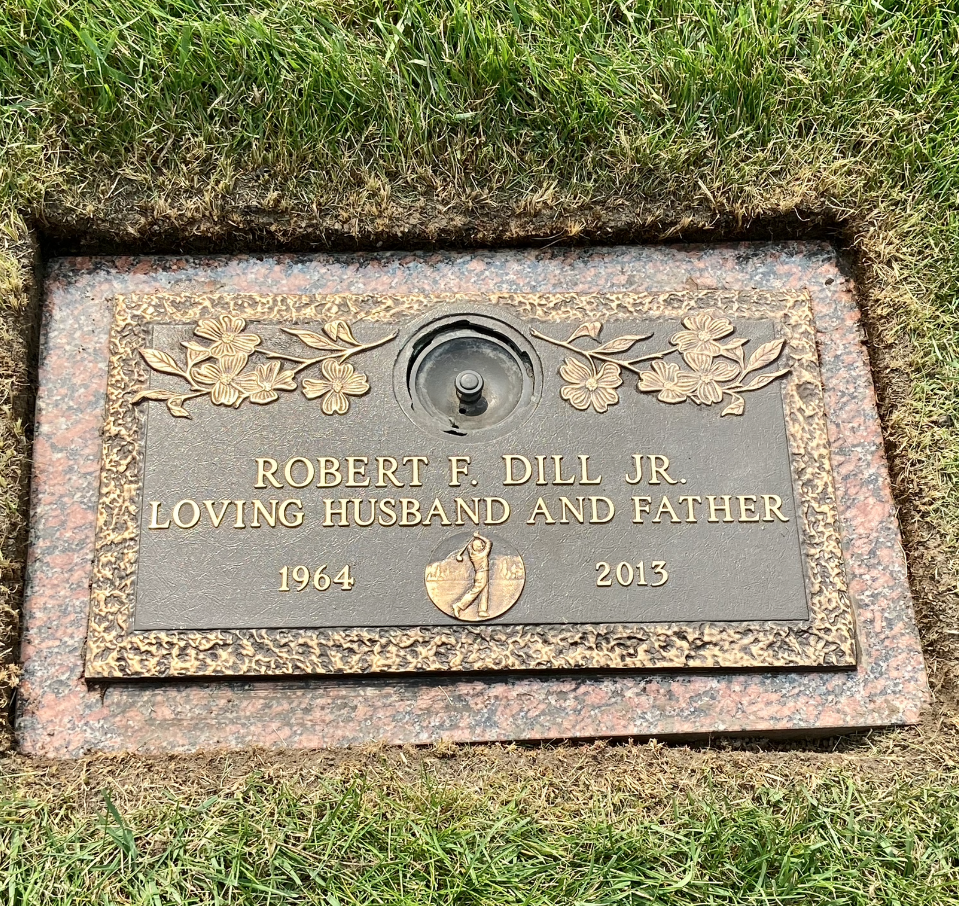 ROBERT F. DILL JR.
LOVING HUSBAND AND FATHER
1964 2013